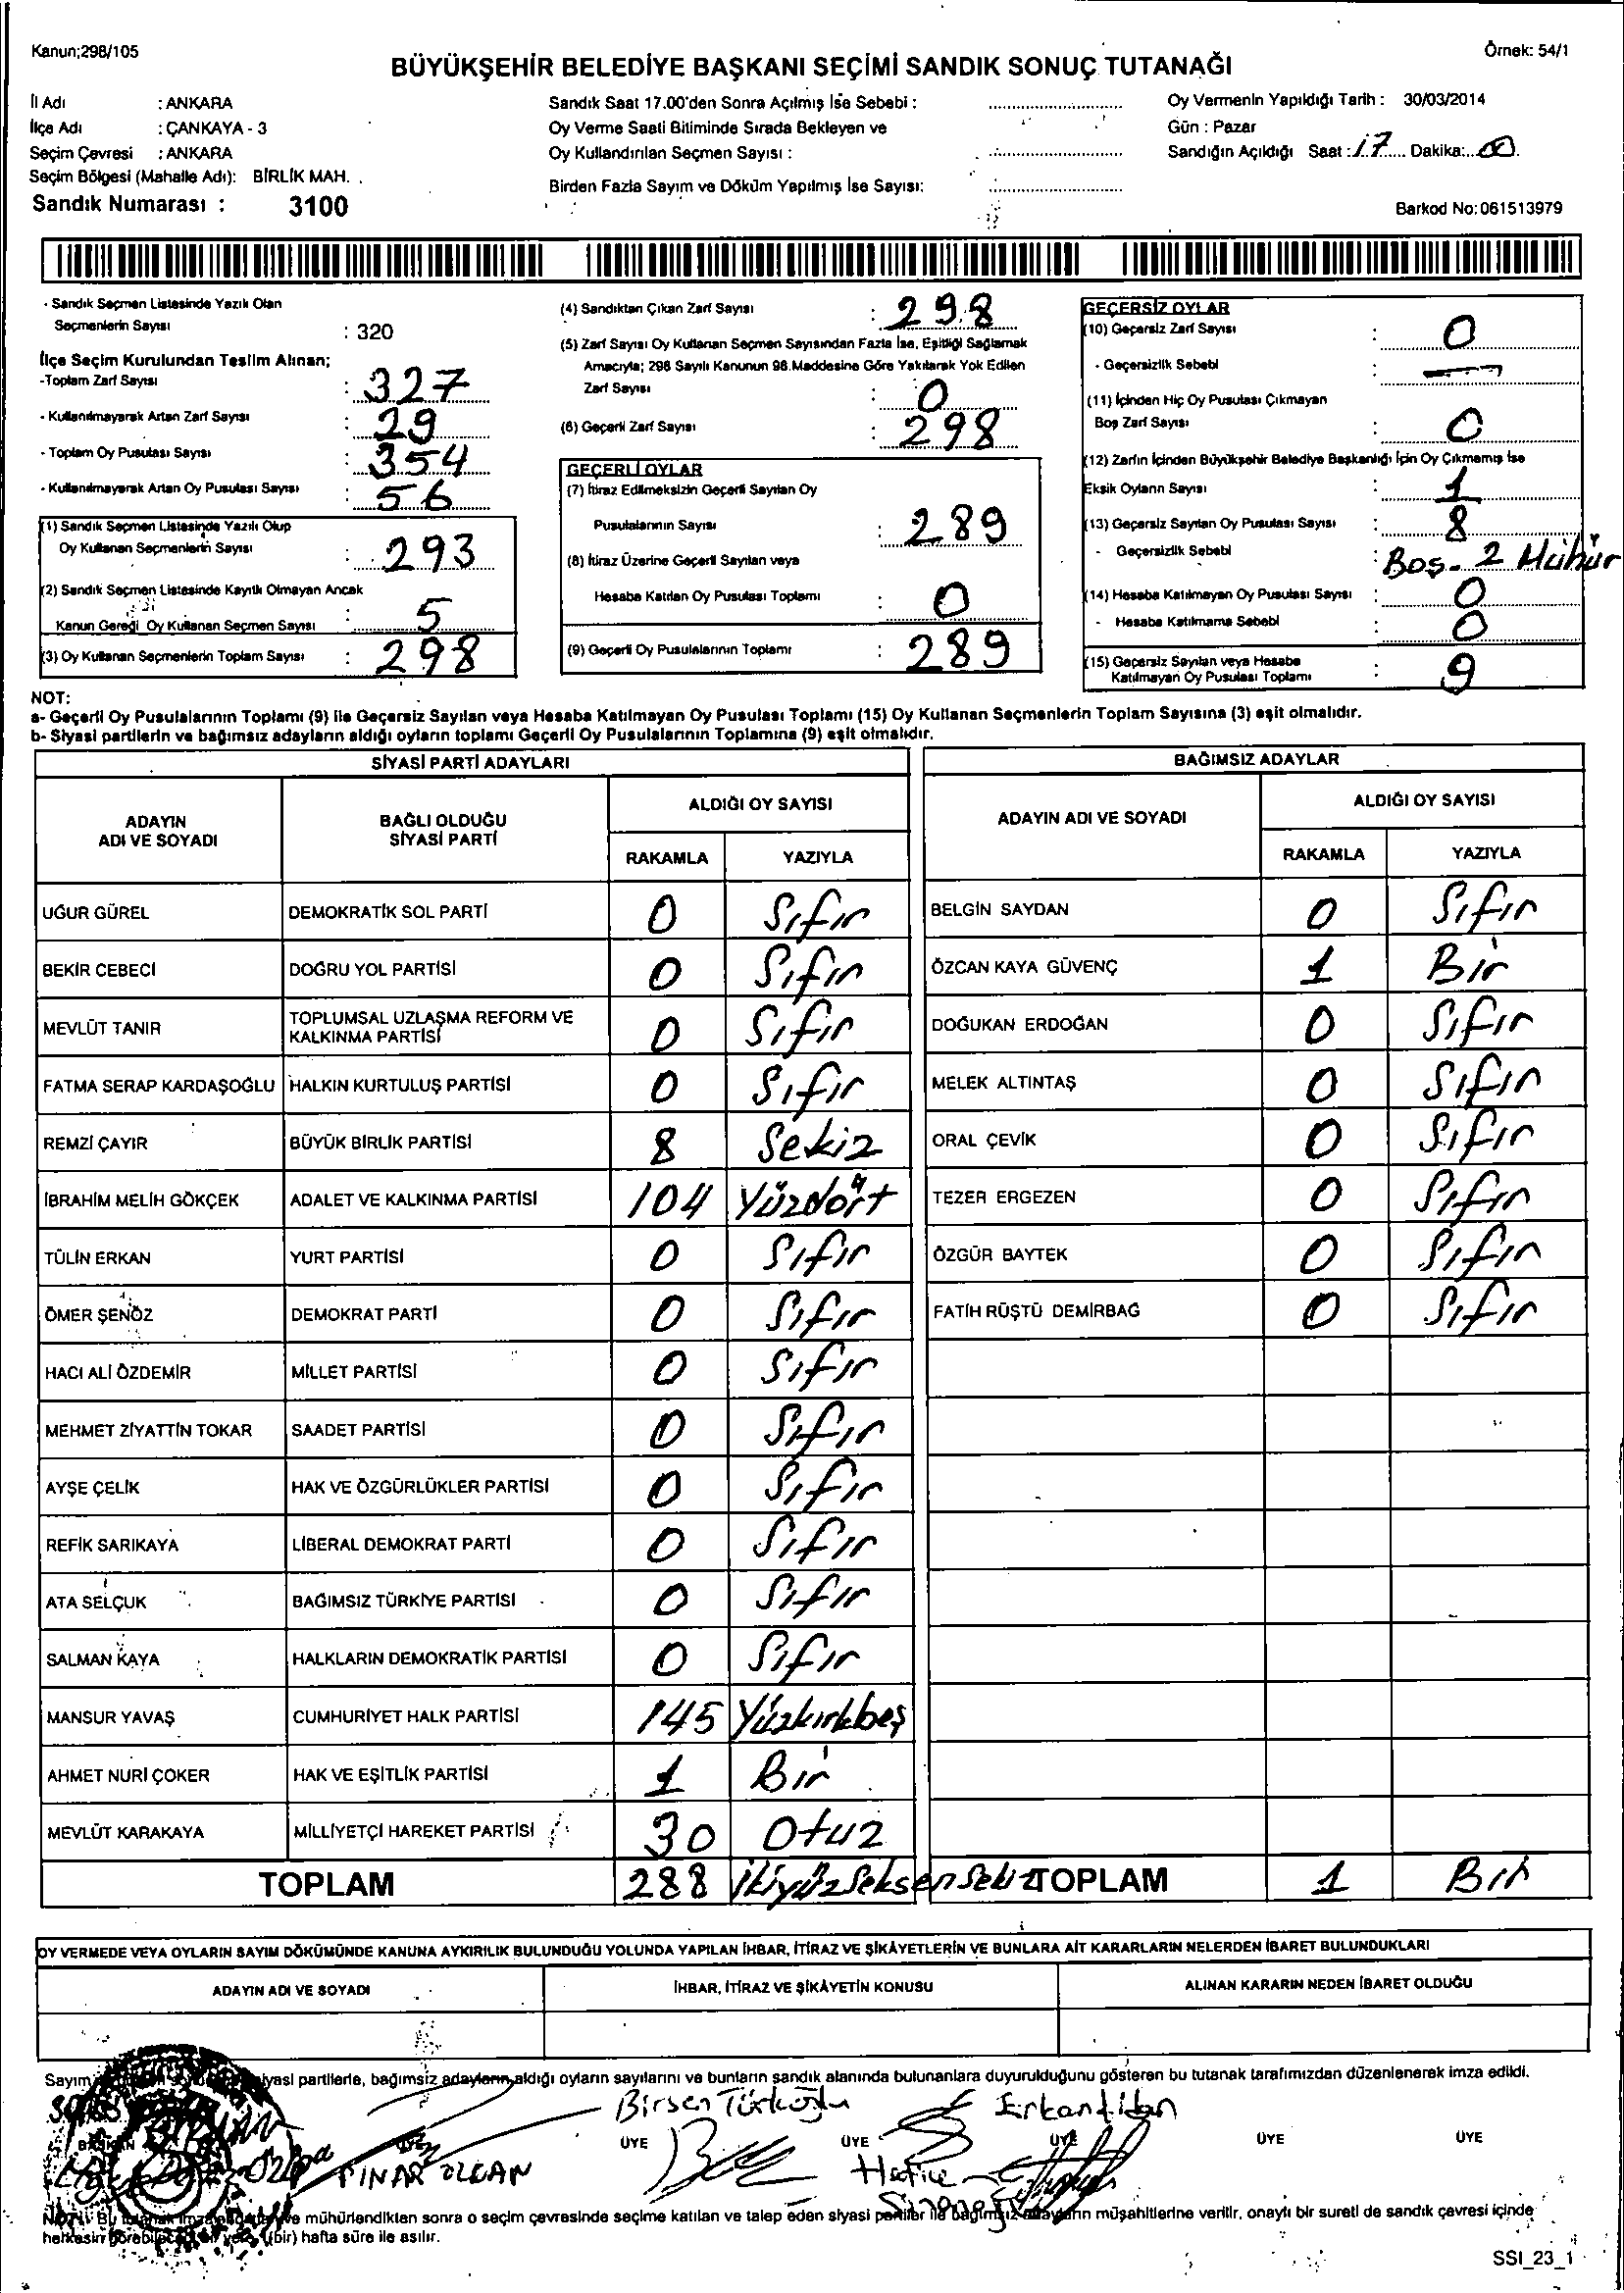 Kanun;298/105
Örnek: 54/1
BÜYÜKŞEHİR BELEDİYE BAŞKANI SEÇİMİ SANDIK SONUÇ TUTANAĞI
İl Adı : ANKARA
İlçe Adı : ÇANKAYA - 3
Seçim Çevresi : ANKARA
Seçim Bölgesi (Mahalle Adı): BİRLİK MAH.
Sandık Numarası : 3100
Sandık Saat 17.00'den Sonra Açılmış İse Sebebi :
Oy Verme Saati Bitiminde Sırada Bekleyen ve
Oy Kullandırılan Seçmen Sayısı :
Birden Fazla Sayım ve Döküm Yapılmış İse Sayısı:
Oy Vermenin Yapıldığı Tarih : 30/03/2014
Gün : Pazar
Sandığın Açıldığı Saat : 17 Dakika: 00
Barkod No:061513979
- Sandık Seçmen Listesinde Yazılı Olan
Seçmenlerin Sayısı : 320
İlçe Seçim Kurulundan Teslim Alınan;
-Toplam Zarf Sayısı : 327
- Kullanılmayarak Artan Zarf Sayısı : 29
- Toplam Oy Pusulası Sayısı : 354
- Kullanılmayarak Artan Oy Pusulası Sayısı : 56
(1) Sandık Seçmen Listesinde Yazılı Olup
Oy Kullanan Seçmenlerin Sayısı : 293
(2) Sandık Seçmen Listesinde Kayıtlı Olmayan Ancak
Kanun Gereği Oy Kullanan Seçmen Sayısı : 5
(3) Oy Kullanan Seçmenlerin Toplam Sayısı : 298
(4) Sandıktan Çıkan Zarf Sayısı : 298
(5) Zarf Sayısı Oy Kullanan Seçmen Sayısından Fazla İse, Eşitliği Sağlamak
Amacıyla; 298 Sayılı Kanunun 98.Maddesine Göre Yakılarak Yok Edilen
Zarf Sayısı : 0
(6) Geçerli Zarf Sayısı : 298
GEÇERLİ OYLAR
(7) İtiraz Edilmeksizin Geçerli Sayılan Oy
Pusulalarının Sayısı : 289
(8) İtiraz Üzerine Geçerli Sayılan veya
Hesaba Katılan Oy Pusulası Toplamı : 0
(9) Geçerli Oy Pusulalarının Toplamı : 289
GEÇERSİZ OYLAR
(10) Geçersiz Zarf Sayısı : 0
- Geçersizlik Sebebi : —
(11) İçinden Hiç Oy Pusulası Çıkmayan
Boş Zarf Sayısı : 0
(12) Zarfın İçinden Büyükşehir Belediye Başkanlığı İçin Oy Çıkmamış İse
Eksik Oyların Sayısı : 1
(13) Geçersiz Sayılan Oy Pusulası Sayısı : 8
- Geçersizlik Sebebi : Boş - 2 Mühür
(14) Hesaba Katılmayan Oy Pusulası Sayısı : 0
- Hesaba Katılmama Sebebi : 0
(15) Geçersiz Sayılan veya Hesaba
Katılmayan Oy Pusulası Toplamı : 9
NOT:
a- Geçerli Oy Pusulalarının Toplamı (9) ile Geçersiz Sayılan veya Hesaba Katılmayan Oy Pusulası Toplamı (15) Oy Kullanan Seçmenlerin Toplam Sayısına (3) eşit olmalıdır.
b- Siyasi partilerin ve bağımsız adayların aldığı oyların toplamı Geçerli Oy Pusulalarının Toplamına (9) eşit olmalıdır.
SİYASİ PARTİ ADAYLARI
ADAYIN ADI VE SOYADI BAĞLI OLDUĞU SİYASİ PARTİ ALDIĞI OY SAYISI
RAKAMLA YAZIYLA
UĞUR GÜREL DEMOKRATİK SOL PARTİ 0 Sıfır
BEKİR CEBECİ DOĞRU YOL PARTİSİ 0 Sıfır
MEVLÜT TANIR TOPLUMSAL UZLAŞMA REFORM VE KALKINMA PARTİSİ 0 Sıfır
FATMA SERAP KARDAŞOĞLU HALKIN KURTULUŞ PARTİSİ 0 Sıfır
REMZİ ÇAYIR BÜYÜK BİRLİK PARTİSİ 8 Sekiz
İBRAHİM MELİH GÖKÇEK ADALET VE KALKINMA PARTİSİ 104 Yüzdört
TÜLİN ERKAN YURT PARTİSİ 0 Sıfır
ÖMER ŞENÖZ DEMOKRAT PARTİ 0 Sıfır
HACI ALİ ÖZDEMİR MİLLET PARTİSİ 0 Sıfır
MEHMET ZİYATTİN TOKAR SAADET PARTİSİ 0 Sıfır
AYŞE ÇELİK HAK VE ÖZGÜRLÜKLER PARTİSİ 0 Sıfır
REFİK SARIKAYA LİBERAL DEMOKRAT PARTİ 0 Sıfır
ATA SELÇUK BAĞIMSIZ TÜRKİYE PARTİSİ 0 Sıfır
SALMAN KAYA HALKLARIN DEMOKRATİK PARTİSİ 0 Sıfır
MANSUR YAVAŞ CUMHURİYET HALK PARTİSİ 145 Yüzkırkbeş
AHMET NURİ ÇOKER HAK VE EŞİTLİK PARTİSİ 1 Bir
MEVLÜT KARAKAYA MİLLİYETÇİ HAREKET PARTİSİ 30 Otuz
TOPLAM 288 İkiyüzSeksenSekiz
BAĞIMSIZ ADAYLAR
ADAYIN ADI VE SOYADI ALDIĞI OY SAYISI
RAKAMLA YAZIYLA
BELGİN SAYDAN 0 Sıfır
ÖZCAN KAYA GÜVENÇ 1 Bir
DOĞUKAN ERDOĞAN 0 Sıfır
MELEK ALTINTAŞ 0 Sıfır
ORAL ÇEVİK 0 Sıfır
TEZER ERGEZEN 0 Sıfır
ÖZGÜR BAYTEK 0 Sıfır
FATİH RÜŞTÜ DEMİRBAĞ 0 Sıfır
TOPLAM 1 Bir
OY VERMEDE VEYA OYLARIN SAYIM DÖKÜMÜNDE KANUNA AYKIRILIK BULUNDUĞU YOLUNDA YAPILAN İHBAR, İTİRAZ VE ŞİKÂYETLERİN VE BUNLARA AİT KARARLARIN NELERDEN İBARET BULUNDUKLARI
ADAYIN ADI VE SOYADI İHBAR, İTİRAZ VE ŞİKÂYETİN KONUSU ALINAN KARARIN NEDEN İBARET OLDUĞU
Sayım siyasi partilerle, bağımsız adayların aldığı oyların sayılarını ve bunların sandık alanında bulunanlara duyurulduğunu gösteren bu tutanak tarafımızdan düzenlenerek imza edildi.
Birsen Türkoğlu Erkan
BAŞKAN ÜYE ÜYE ÜYE ÜYE ÜYE ÜYE
PINAR Hatice
NOT: Bu tutanak ve mühürlendikten sonra o seçim çevresinde seçime katılan ve talep eden siyasi partiler ile bağımsız adayların müşahitlerine verilir, onaylı bir sureti de sandık çevresi içinde
herkesin görebileceği bir yere (bir) hafta süre ile asılır.
SSI_23_1